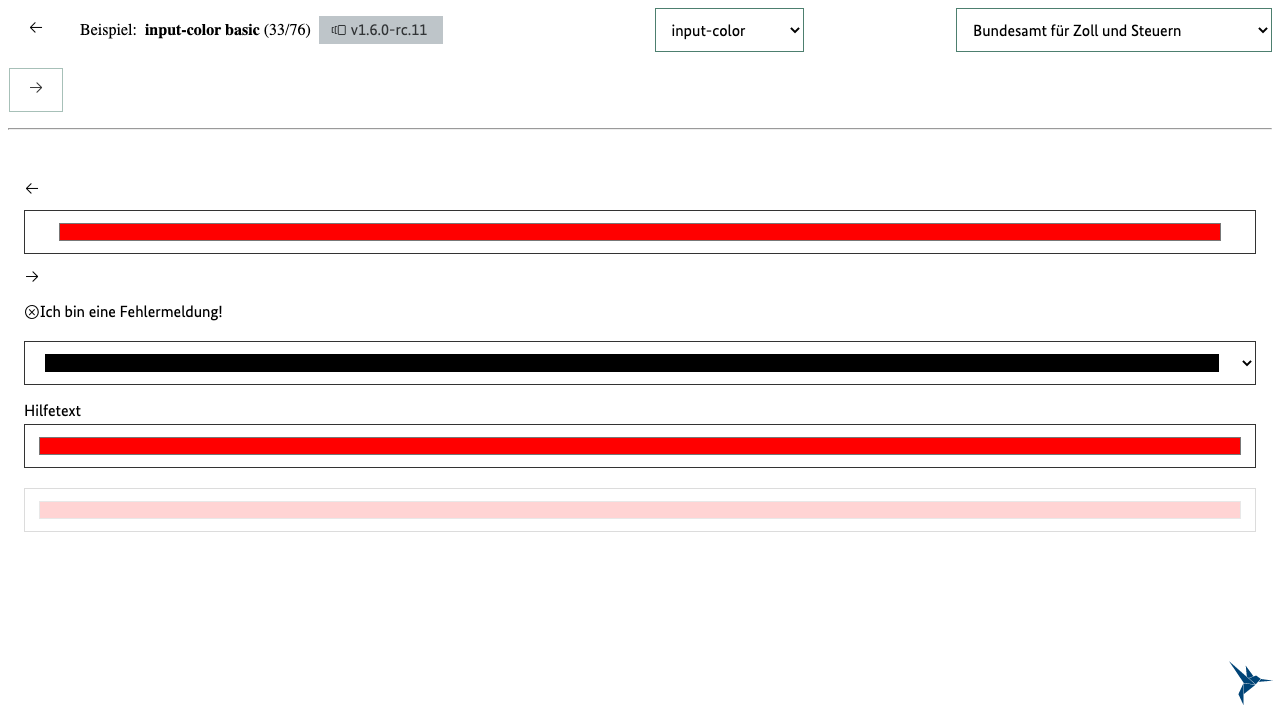 Beispiel: input-color basic (33/76) v1.6.0-rc.11 input-color Bundesamt für Zoll und Steuern
Ich bin eine Fehlermeldung!
Hilfetext